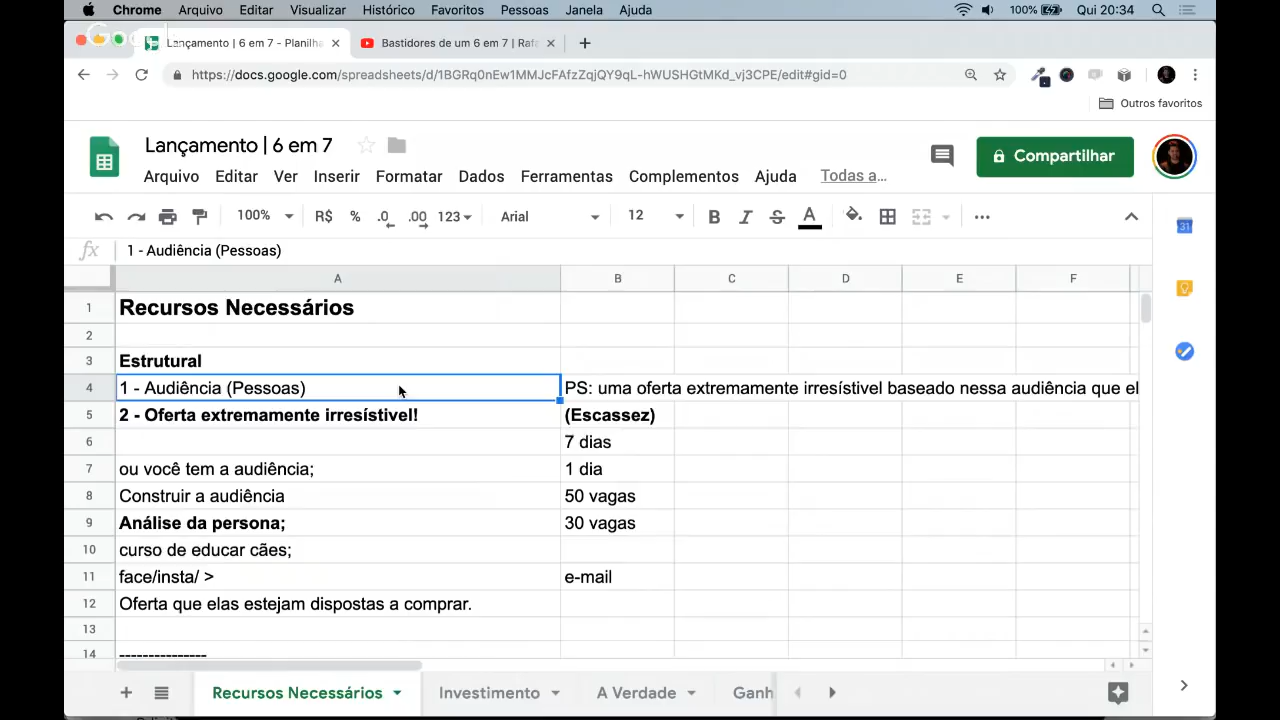 Chrome Arquivo Editar Visualizar Histórico Favoritos Pessoas Janela Ajuda 100% Qui 20:34
Lançamento | 6 em 7 - Planilha Bastidores de um 6 em 7 | Rafa
https://docs.google.com/spreadsheets/d/1BGRq0nEw1MMJcFAfzZqjQY9qL-hWUSHGtMKd_vj3CPE/edit#gid=0
Outros favoritos
Lançamento | 6 em 7
Compartilhar
Arquivo Editar Ver Inserir Formatar Dados Ferramentas Complementos Ajuda Todas a...
100% R$ % .0 .00 123 Arial 12
fx 1 - Audiência (Pessoas)
A B C D E F
1 Recursos Necessários
2
3 Estrutural
4 1 - Audiência (Pessoas) PS: uma oferta extremamente irresístivel baseado nessa audiência que el
5 2 - Oferta extremamente irresístivel! (Escassez)
6 7 dias
7 ou você tem a audiência; 1 dia
8 Construir a audiência 50 vagas
9 Análise da persona; 30 vagas
10 curso de educar cães;
11 face/insta/ > e-mail
12 Oferta que elas estejam dispostas a comprar.
13
14 ---------------
Recursos Necessários Investimento A Verdade Ganh